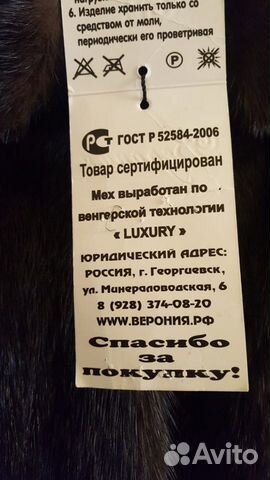 нагрузки
6. Изделие хранить только со
средством от моли,
периодически его проветривая
Р
РСТ ГОСТ Р 52584-2006
Товар сертифицирован
Мех выработан по
венгерской технологии
« LUXURY »
ЮРИДИЧЕСКИЙ АДРЕС:
РОССИЯ, г. Георгиевск,
ул. Минераловодская, 6
8 (928) 374-08-20
WWW.ВЕРОНИЯ.РФ
Спасибо
за
покупку!
Avito